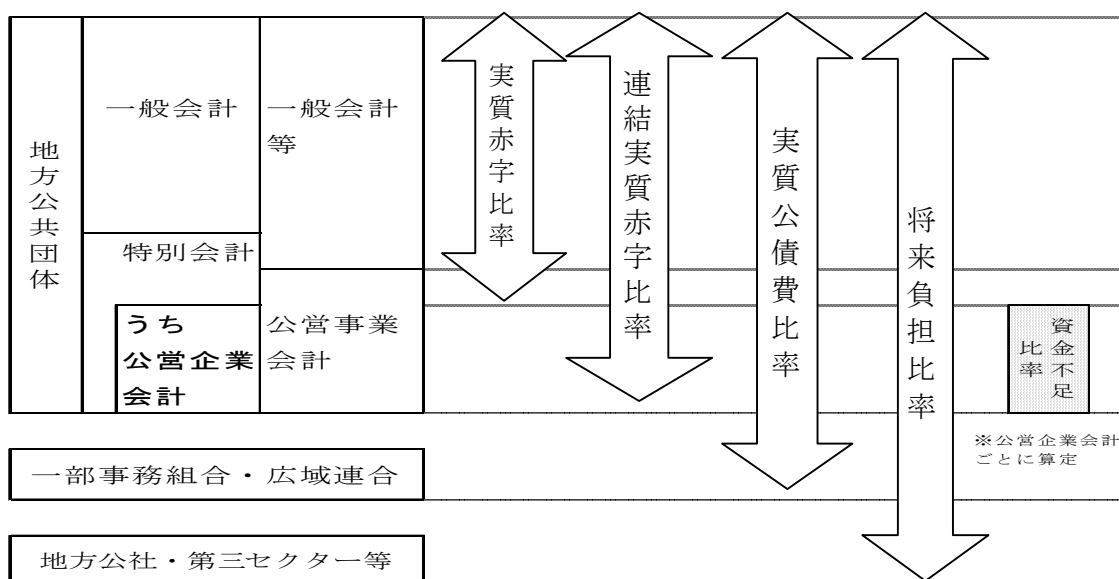 地方公共団体
一般会計
一般会計
等
特別会計
うち
公営企業
会計
公営事業
会計
一部事務組合・広域連合
地方公社・第三セクター等
実質赤字比率
連結実質赤字比率
実質公債費比率
将来負担比率
資金不足
比率
※公営企業会計
ごとに算定